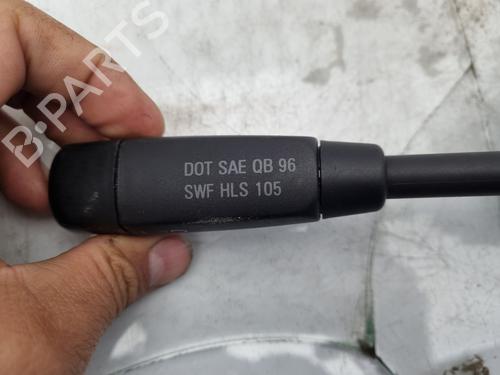 B-Parts
DOT SAE QB 96
SWF HLS 105